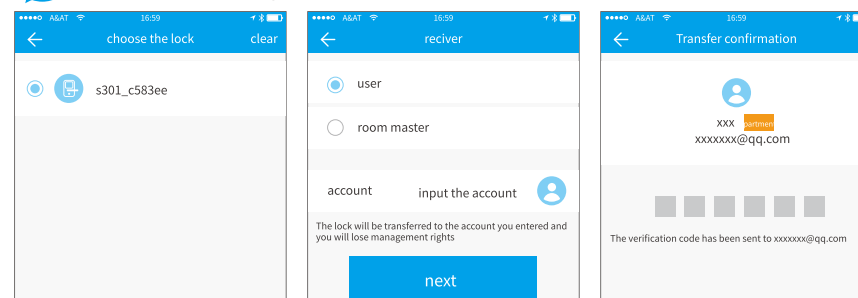 ●●●●○ A&AT 16:59
choose the lock clear
s301_c583ee
●●●●○ A&AT 16:59
reciver
user
room master
account input the account
The lock will be transferred to the account you entered and
you will lose management rights
next
●●●●○ A&AT 16:59
Transfer confirmation
xxx partmen
xxxxxxx@qq.com
The verification code has been sent to xxxxxxx@qq.com